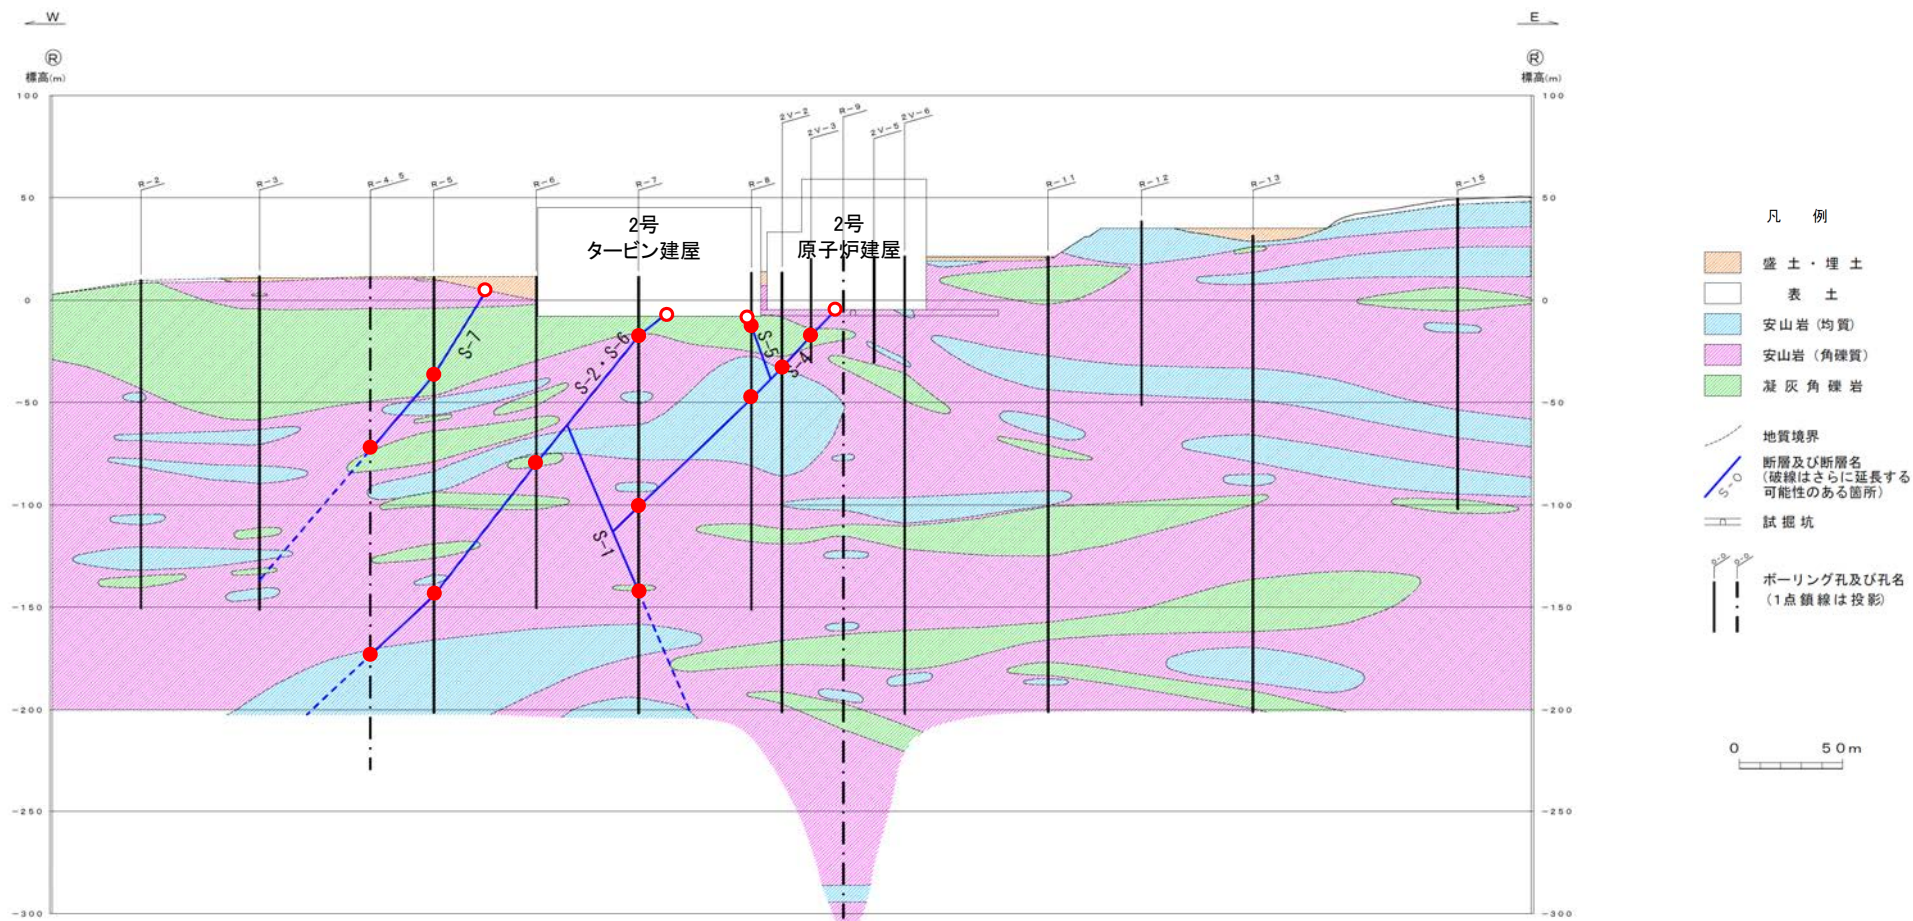 W
E
Ⓡ
標高(m)
Ⓡ
標高(m)
100
50
0
-50
-100
-150
-200
-250
-300
100
50
0
-50
-100
-150
-200
-250
-300
R-2
R-3
R-4.5
R-5
R-6
R-7
R-8
2V-2
2V-3
R-9
2V-5
2V-6
R-11
R-12
R-13
R-15
2号
タービン建屋
2号
原子炉建屋
S-7
S-2・S-6
S-5
S-4
S-1
凡 例
盛土・埋土
表 土
安山岩(均質)
安山岩(角礫質)
凝灰角礫岩
地質境界
S-○
断層及び断層名
(破線はさらに延長する
可能性のある箇所)
試掘坑
ボーリング孔及び孔名
(1点鎖線は投影)
0 50m